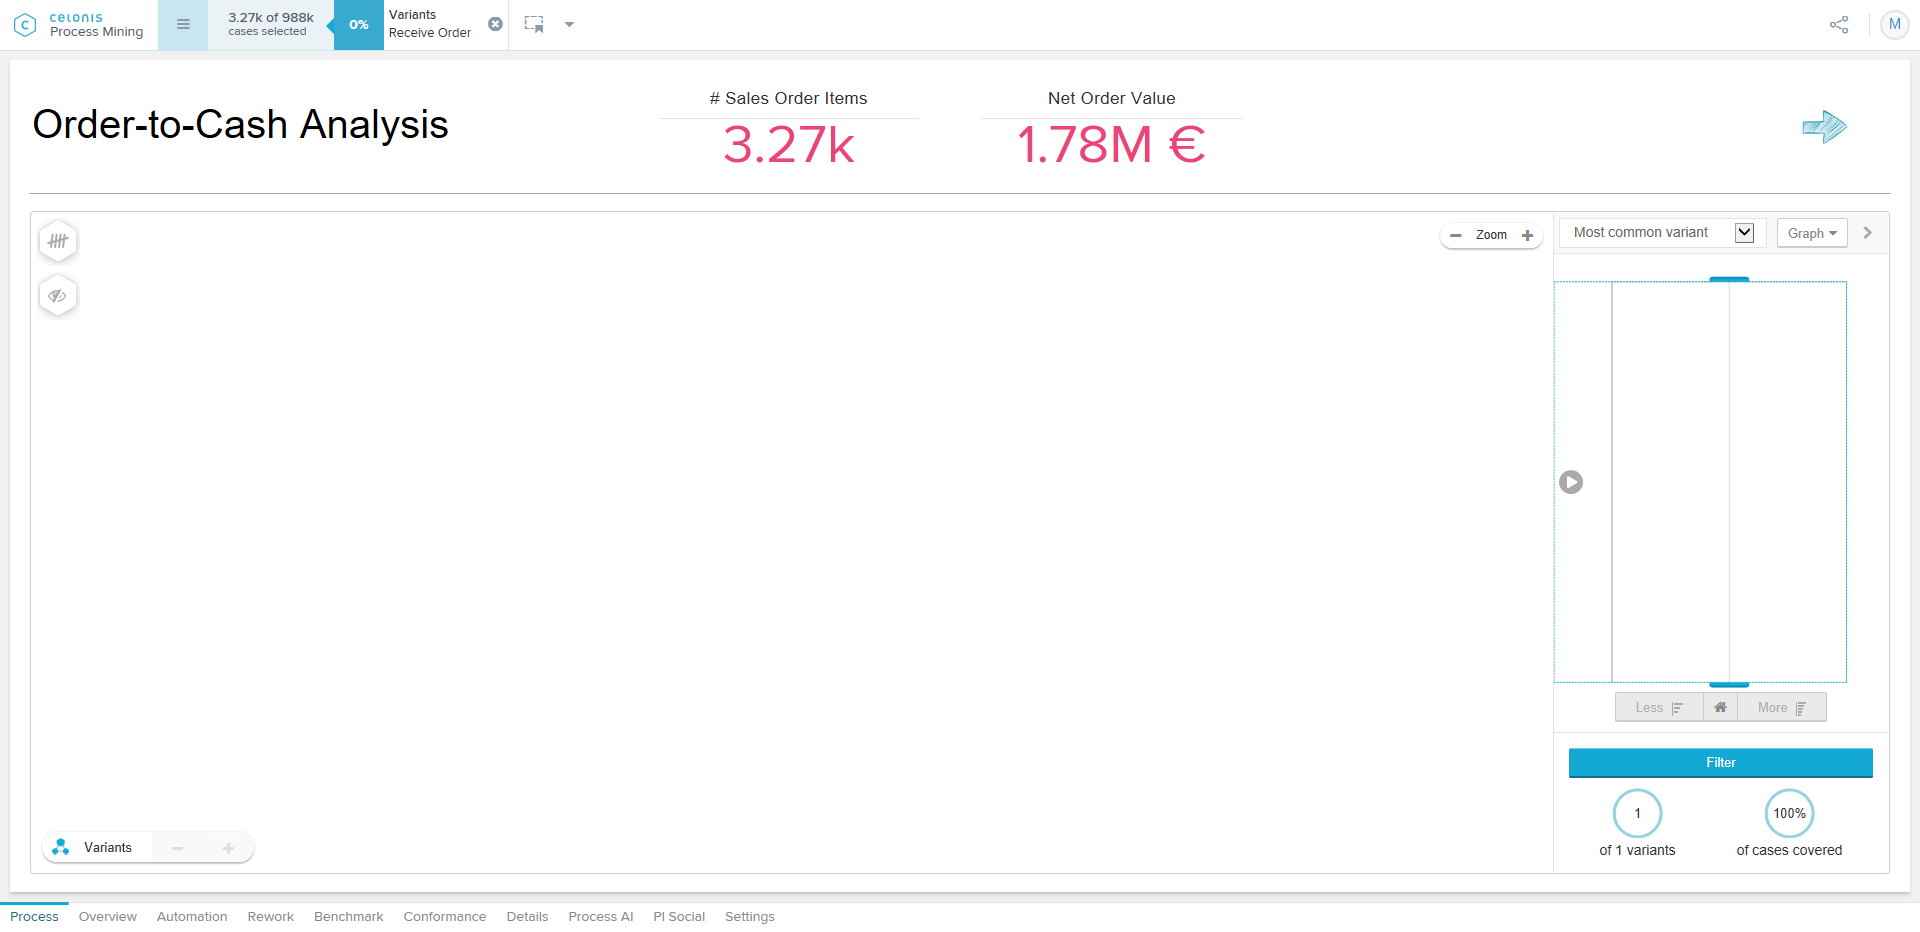 celonis
Process Mining
3.27k of 988k
cases selected
0%
Variants
Receive Order
M
Order-to-Cash Analysis
# Sales Order Items
3.27k
Net Order Value
1.78M €
Zoom
Most common variant
Graph
Less
More
Filter
1
of 1 variants
100%
of cases covered
Variants
Process Overview Automation Rework Benchmark Conformance Details Process AI PI Social Settings